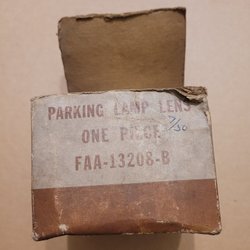 PARKING LAMP LENS
ONE PIECE
FAA-13208-B